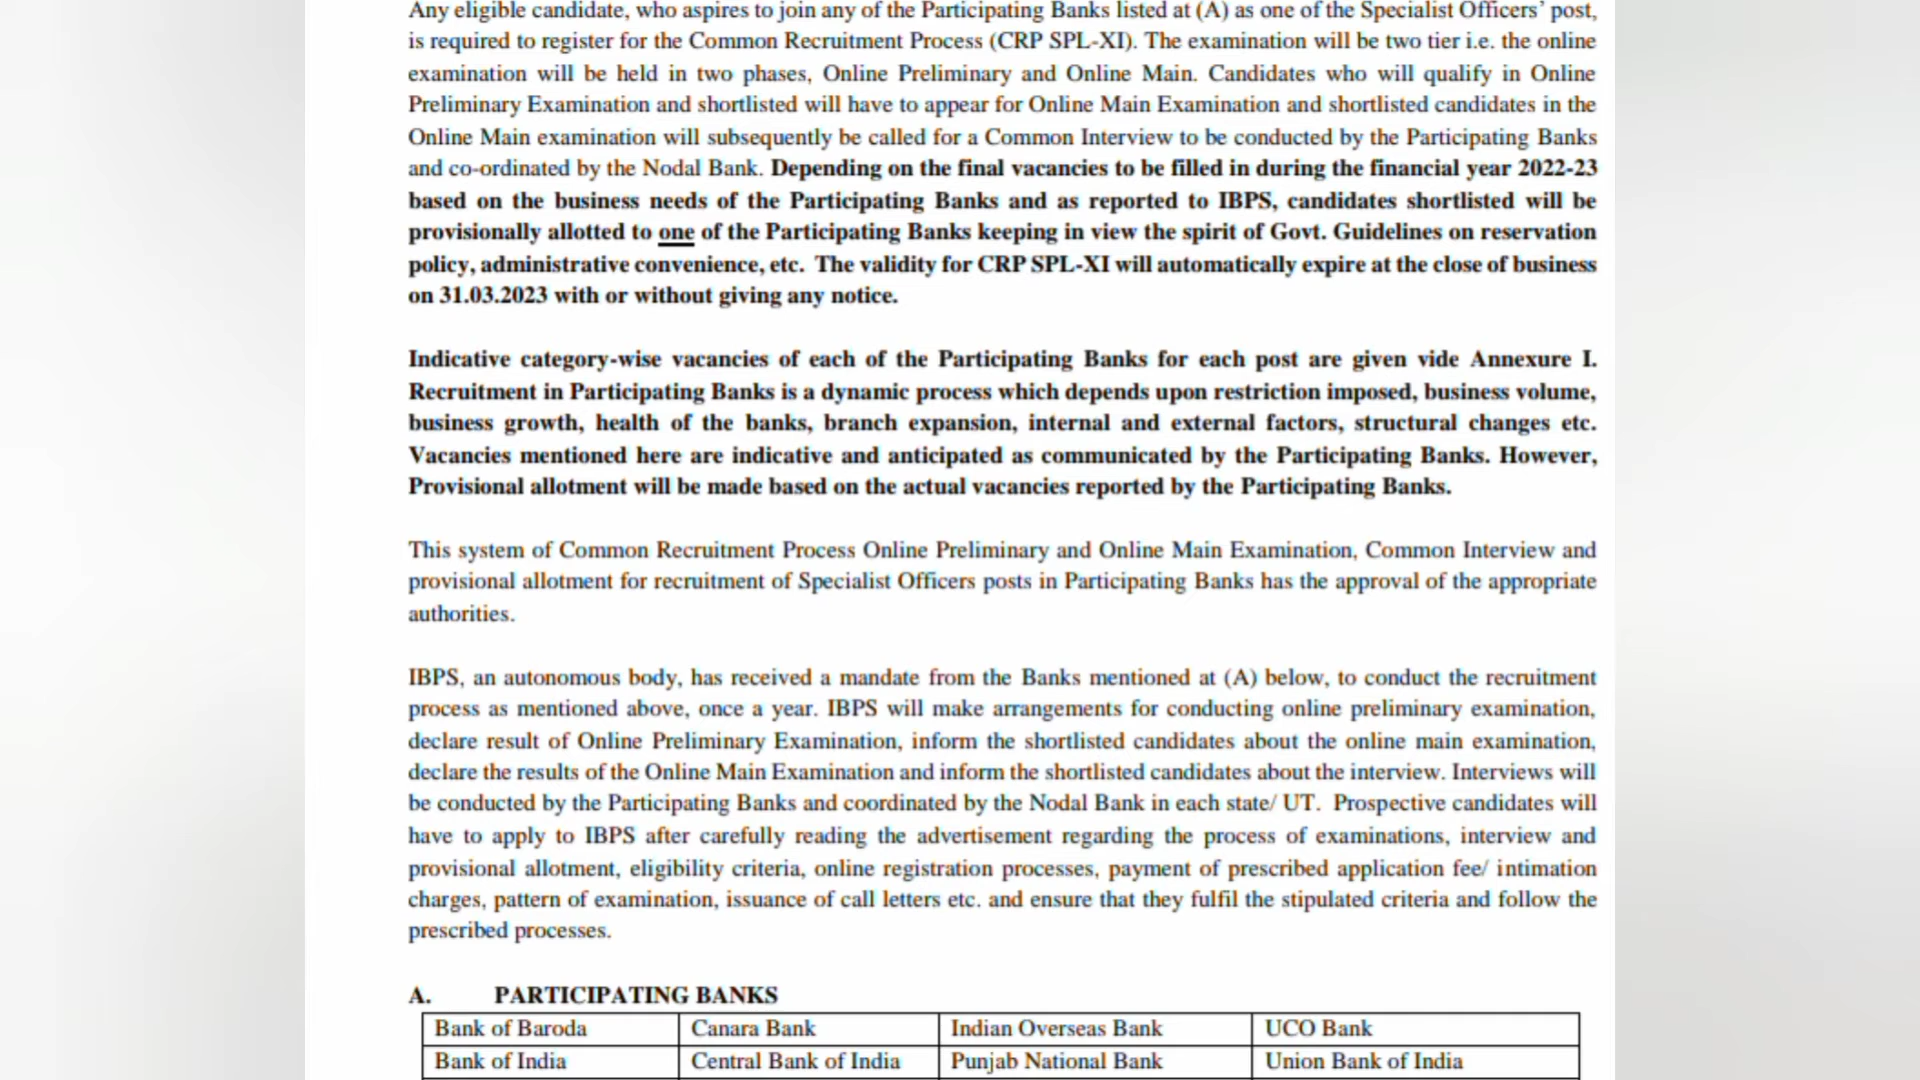 Any eligible candidate, who aspires to join any of the Participating Banks listed at (A) as one of the Specialist Officers' post,
is required to register for the Common Recruitment Process (CRP SPL-XI). The examination will be two tier i.e. the online
examination will be held in two phases, Online Preliminary and Online Main. Candidates who will qualify in Online
Preliminary Examination and shortlisted will have to appear for Online Main Examination and shortlisted candidates in the
Online Main examination will subsequently be called for a Common Interview to be conducted by the Participating Banks
and co-ordinated by the Nodal Bank. Depending on the final vacancies to be filled in during the financial year 2022-23
based on the business needs of the Participating Banks and as reported to IBPS, candidates shortlisted will be
provisionally allotted to one of the Participating Banks keeping in view the spirit of Govt. Guidelines on reservation
policy, administrative convenience, etc. The validity for CRP SPL-XI will automatically expire at the close of business
on 31.03.2023 with or without giving any notice.
Indicative category-wise vacancies of each of the Participating Banks for each post are given vide Annexure I.
Recruitment in Participating Banks is a dynamic process which depends upon restriction imposed, business volume,
business growth, health of the banks, branch expansion, internal and external factors, structural changes etc.
Vacancies mentioned here are indicative and anticipated as communicated by the Participating Banks. However,
Provisional allotment will be made based on the actual vacancies reported by the Participating Banks.
This system of Common Recruitment Process Online Preliminary and Online Main Examination, Common Interview and
provisional allotment for recruitment of Specialist Officers posts in Participating Banks has the approval of the appropriate
authorities.
IBPS, an autonomous body, has received a mandate from the Banks mentioned at (A) below, to conduct the recruitment
process as mentioned above, once a year. IBPS will make arrangements for conducting online preliminary examination,
declare result of Online Preliminary Examination, inform the shortlisted candidates about the online main examination,
declare the results of the Online Main Examination and inform the shortlisted candidates about the interview. Interviews will
be conducted by the Participating Banks and coordinated by the Nodal Bank in each state/ UT. Prospective candidates will
have to apply to IBPS after carefully reading the advertisement regarding the process of examinations, interview and
provisional allotment, eligibility criteria, online registration processes, payment of prescribed application fee/ intimation
charges, pattern of examination, issuance of call letters etc. and ensure that they fulfil the stipulated criteria and follow the
prescribed processes.
A. PARTICIPATING BANKS
Bank of Baroda Canara Bank Indian Overseas Bank UCO Bank
Bank of India Central Bank of India Punjab National Bank Union Bank of India